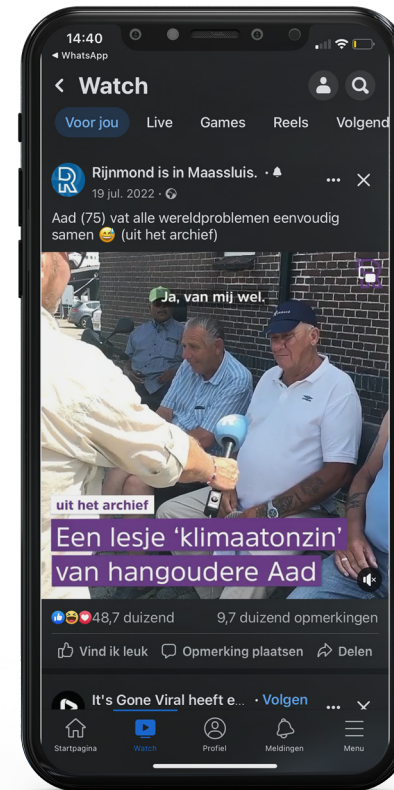 14:40
WhatsApp
Watch
Voor jou
Live
Games
Reels
Volgend
Rijnmond is in Maassluis.
19 jul. 2022
Aad (75) vat alle wereldproblemen eenvoudig
samen 😅 (uit het archief)
Ja, van mij wel.
uit het archief
Een lesje ‘klimaatonzin’
van hangoudere Aad
48,7 duizend
9,7 duizend opmerkingen
Vind ik leuk
Opmerking plaatsen
Delen
It's Gone Viral heeft e... · Volgen
Startpagina
Watch
Profiel
Meldingen
Menu